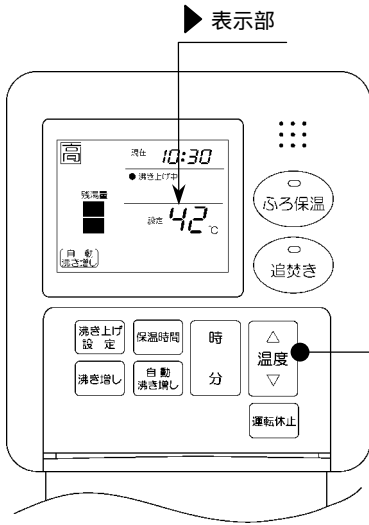 表示部
高
現在 10:30
● 沸き上げ中
残湯量
設定 42℃
自動
沸き増し
ふろ保温
追焚き
沸き上げ
設定
保温時間
時
温度
沸き増し
自動
沸き増し
分
運転休止